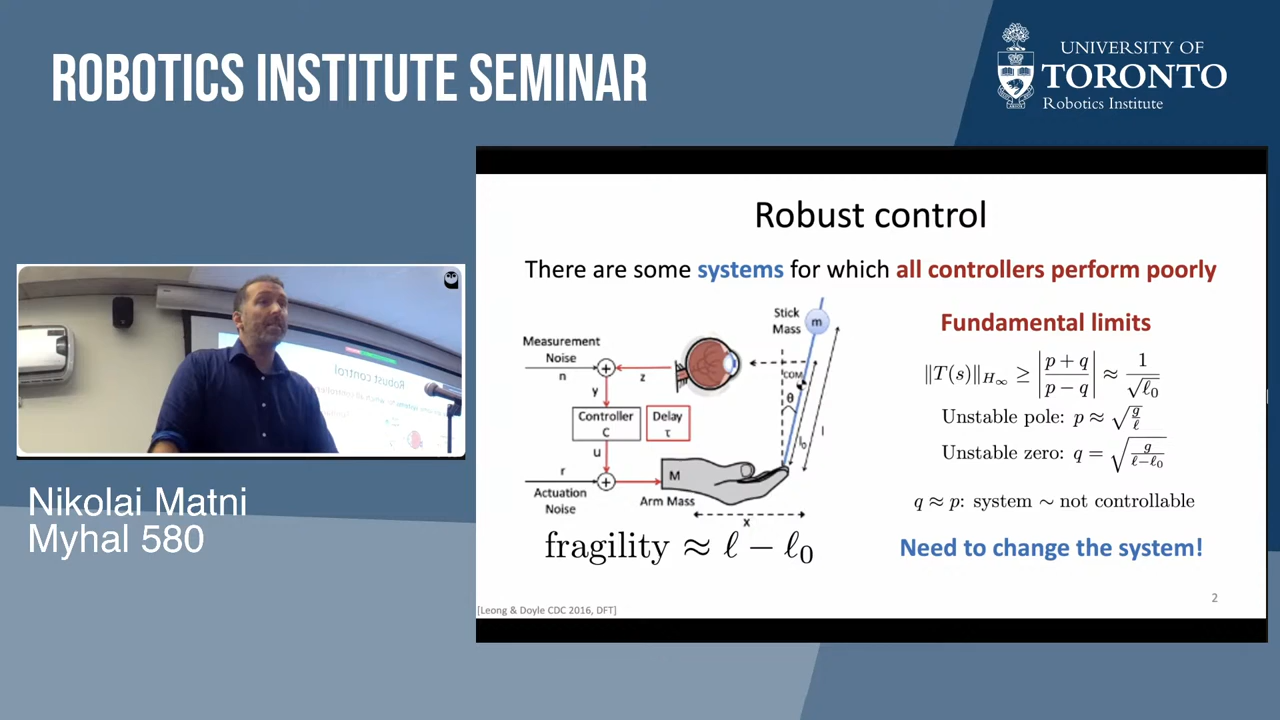 ROBOTICS INSTITUTE SEMINAR
UNIVERSITY OF
TORONTO
Robotics Institute
Robust control
There are some systems for which all controllers perform poorly
Measurement
Noise
n
y
z
Controller
C
Delay
τ
u
r
Actuation
Noise
M
Arm Mass
x
Stick
Mass
m
COM
θ
l₀
l
fragility ≈ ℓ − ℓ₀
Fundamental limits
‖T(s)‖H∞ ≥ |p + q / p − q| ≈ 1 / √ℓ₀
Unstable pole: p ≈ √(g/ℓ)
Unstable zero: q = √(g/(ℓ−ℓ₀))
q ≈ p: system ∼ not controllable
Need to change the system!
[Leong & Doyle CDC 2016, DFT]
2
Robust control
Nikolai Matni
Myhal 580